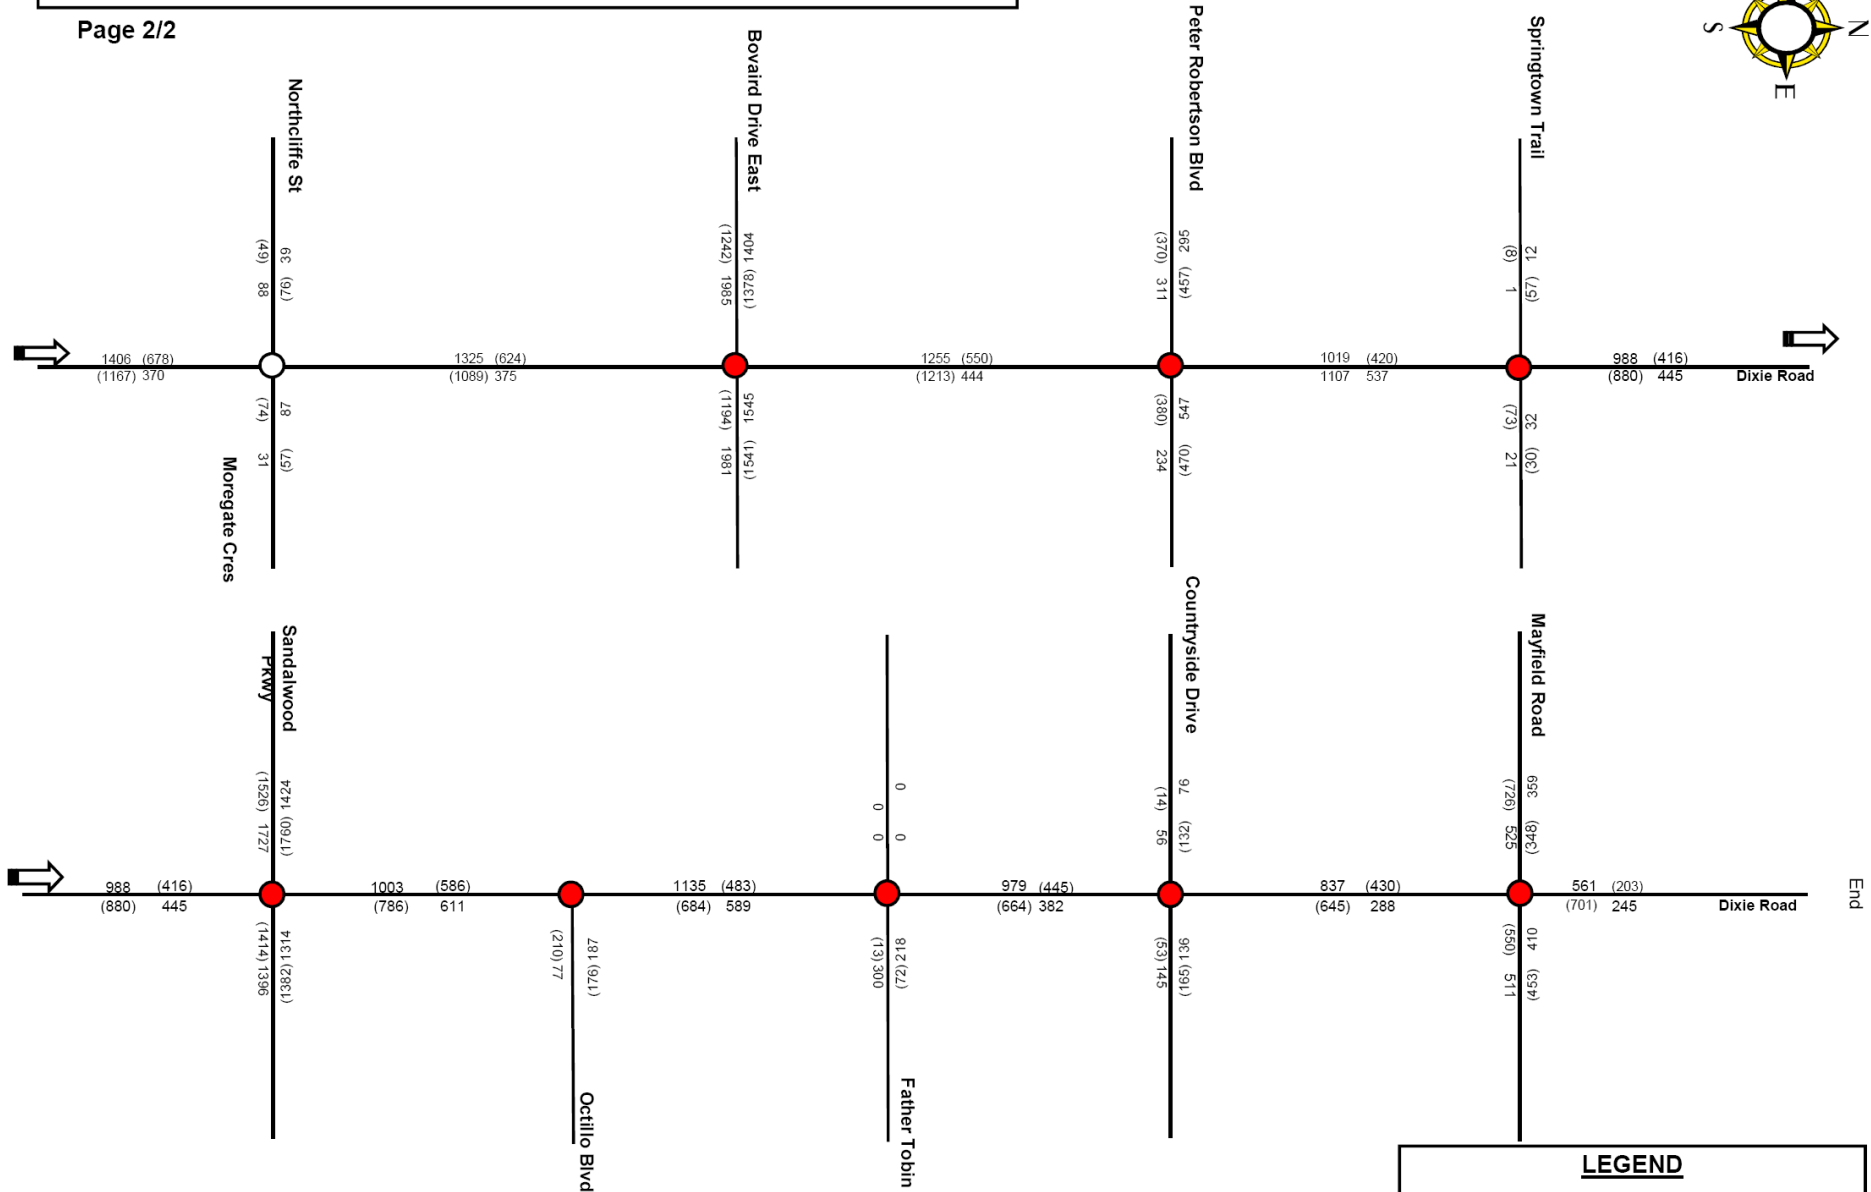 Page 2/2
S
N
E
Northcliffe St
Bovaird Drive East
Peter Robertson Blvd
Springtown Trail
39 (76)
(49) 88
1404 (1378)
(1242) 1985
295 (457)
(370) 311
12 (57)
(8) 1
1406 (678)
(1167) 370
1325 (624)
(1089) 375
1255 (550)
(1213) 444
1019 (420)
1107 537
988 (416)
(880) 445
Dixie Road
87 (57)
(74) 31
1545 (1541)
(1194) 1981
547 (470)
(380) 234
32 (30)
(73) 21
Moregate Cres
Sandalwood
Pkwy
Countryside Drive
Mayfield Road
1424 (1760)
(1526) 1727
0 0
0 0
76 (132)
(14) 56
359 (348)
(726) 525
988 (416)
(880) 445
1003 (586)
(786) 611
1135 (483)
(684) 589
979 (445)
(664) 382
837 (430)
(645) 288
561 (203)
(701) 245
Dixie Road
End
314 (1382)
(1414) 1396
187 (176)
(210) 77
218 (72)
(13) 300
136 (165)
(53) 145
410 (453)
(550) 511
Octillo Blvd
Father Tobin
LEGEND